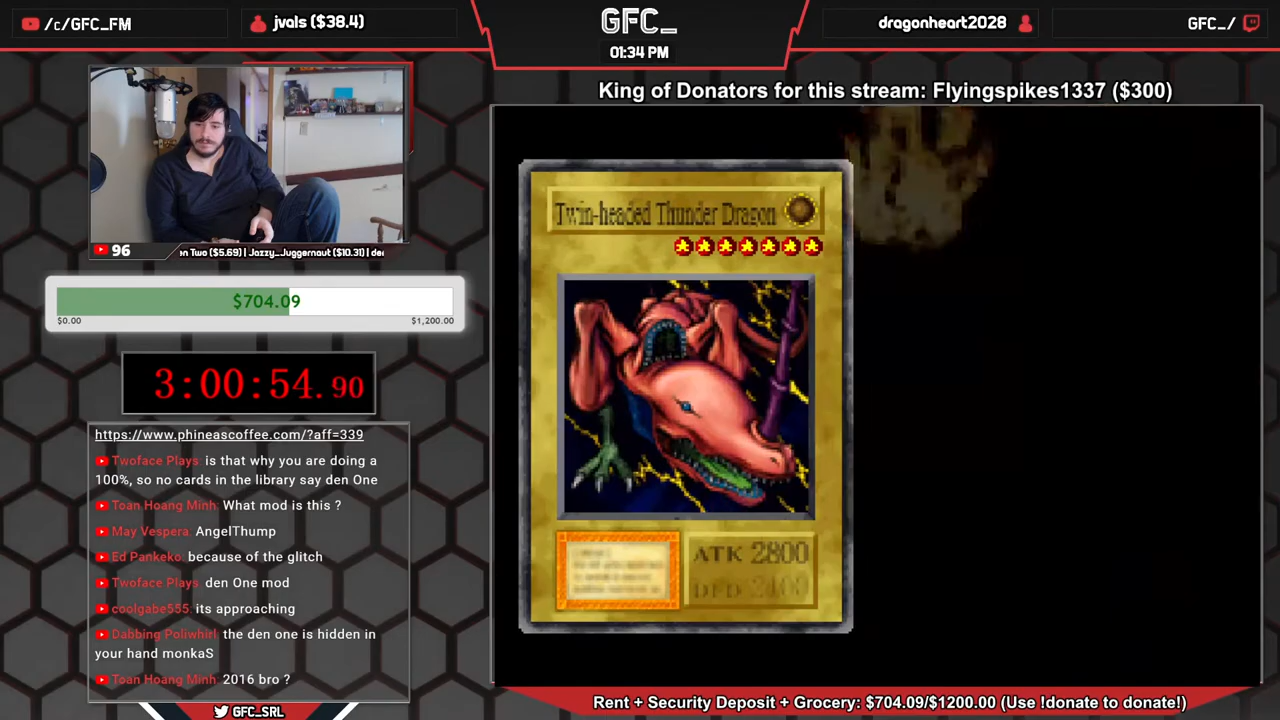 /c/GFC_FM
jvals ($38.4)
GFC_
01:34 PM
dragonheart2028
GFC_/
King of Donators for this stream: Flyingspikes1337 ($300)
96
n Two ($5.69) | Jazzy_Juggernaut ($10.31) | de
$704.09
$0.00
$1,200.00
3:00:54.90
https://www.phineascoffee.com/?aff=339
Twoface Plays: is that why you are doing a
100%, so no cards in the library say den One
Toan Hoang Minh: What mod is this ?
May Vespera: AngelThump
Ed Pankeko: because of the glitch
Twoface Plays: den One mod
coolgabe555: its approaching
Dabbing Poliwhirl: the den one is hidden in
your hand monkaS
Toan Hoang Minh: 2016 bro ?
GFC_SRL
Twin-headed Thunder Dragon
ATK 2800
DFD 2100
Rent + Security Deposit + Grocery: $704.09/$1200.00 (Use !donate to donate!)